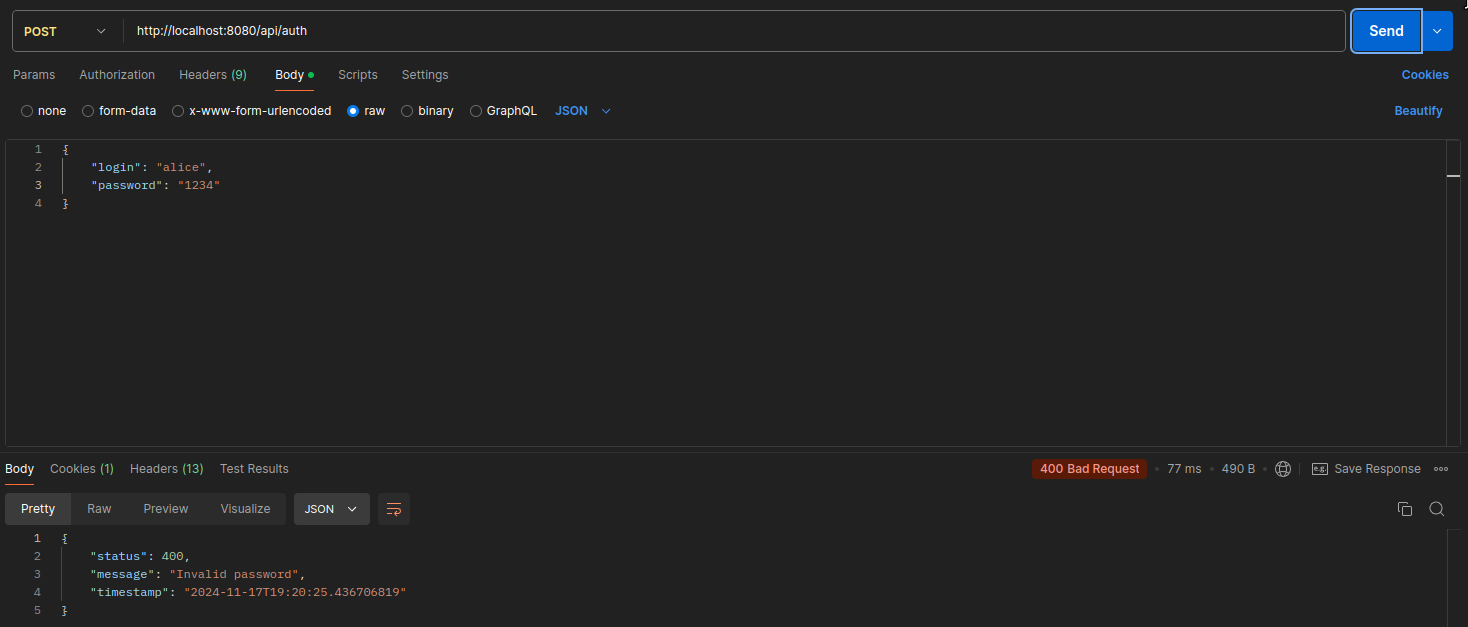 POST http://localhost:8080/api/auth Send
Params Authorization Headers (9) Body Scripts Settings Cookies
none form-data x-www-form-urlencoded raw binary GraphQL JSON Beautify
1 {
2 "login": "alice",
3 "password": "1234"
4 }
Body Cookies (1) Headers (13) Test Results 400 Bad Request • 77 ms • 490 B • e.g. Save Response
Pretty Raw Preview Visualize JSON
1 {
2 "status": 400,
3 "message": "Invalid password",
4 "timestamp": "2024-11-17T19:20:25.436706819"
5 }